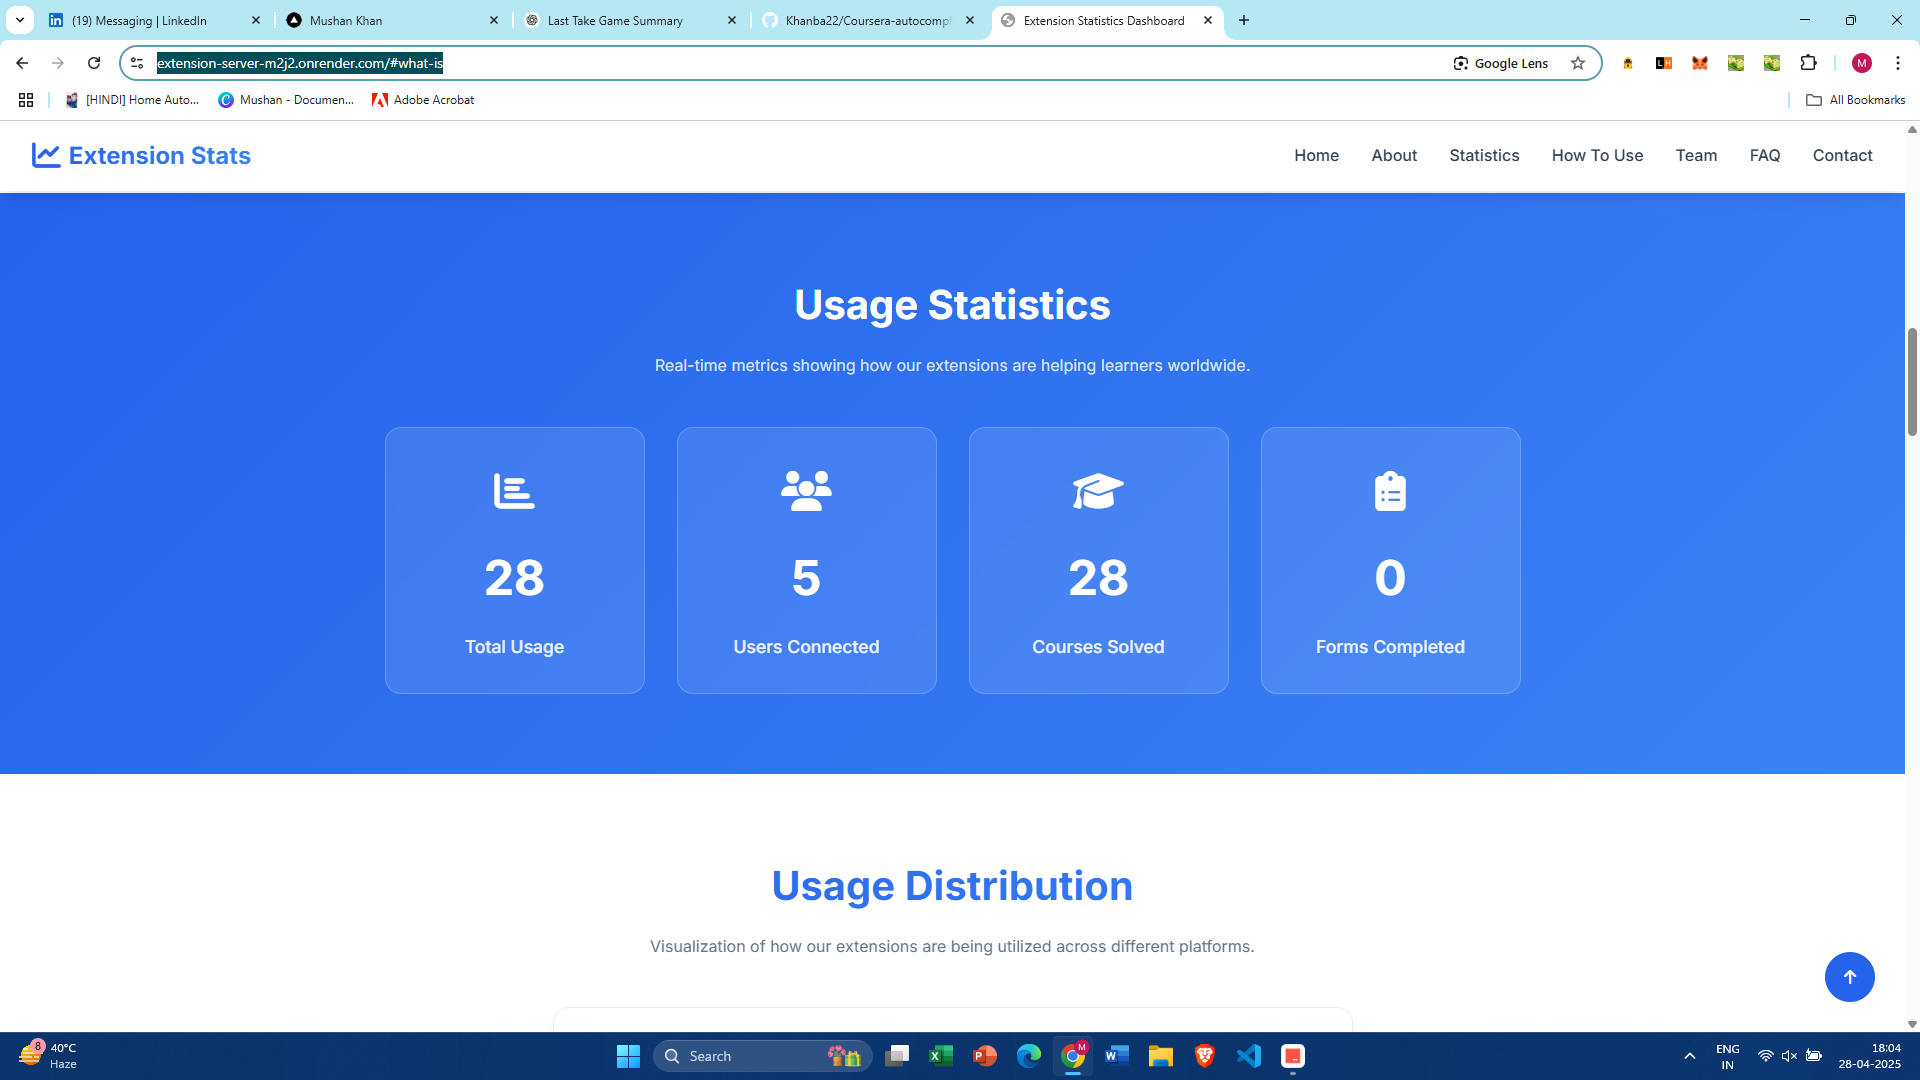 (19) Messaging | LinkedIn
Mushan Khan
Last Take Game Summary
Khanba22/Coursera-autocompl
Extension Statistics Dashboard
extension-server-m2j2.onrender.com/#what-is
Google Lens
M
[HINDI] Home Auto...
Mushan - Documen...
Adobe Acrobat
All Bookmarks
Extension Stats
Home
About
Statistics
How To Use
Team
FAQ
Contact
Usage Statistics
Real-time metrics showing how our extensions are helping learners worldwide.
28
Total Usage
5
Users Connected
28
Courses Solved
0
Forms Completed
Usage Distribution
Visualization of how our extensions are being utilized across different platforms.
8
40°C
Haze
Search
M
ENG
IN
18:04
28-04-2025